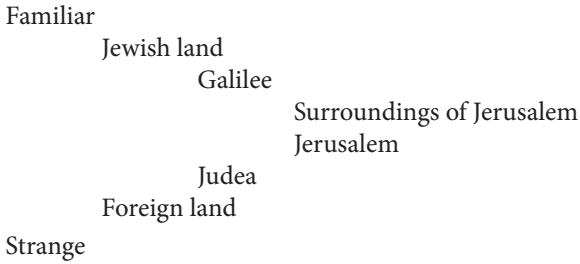 Familiar
Jewish land
Galilee
Surroundings of Jerusalem
Jerusalem
Judea
Foreign land
Strange